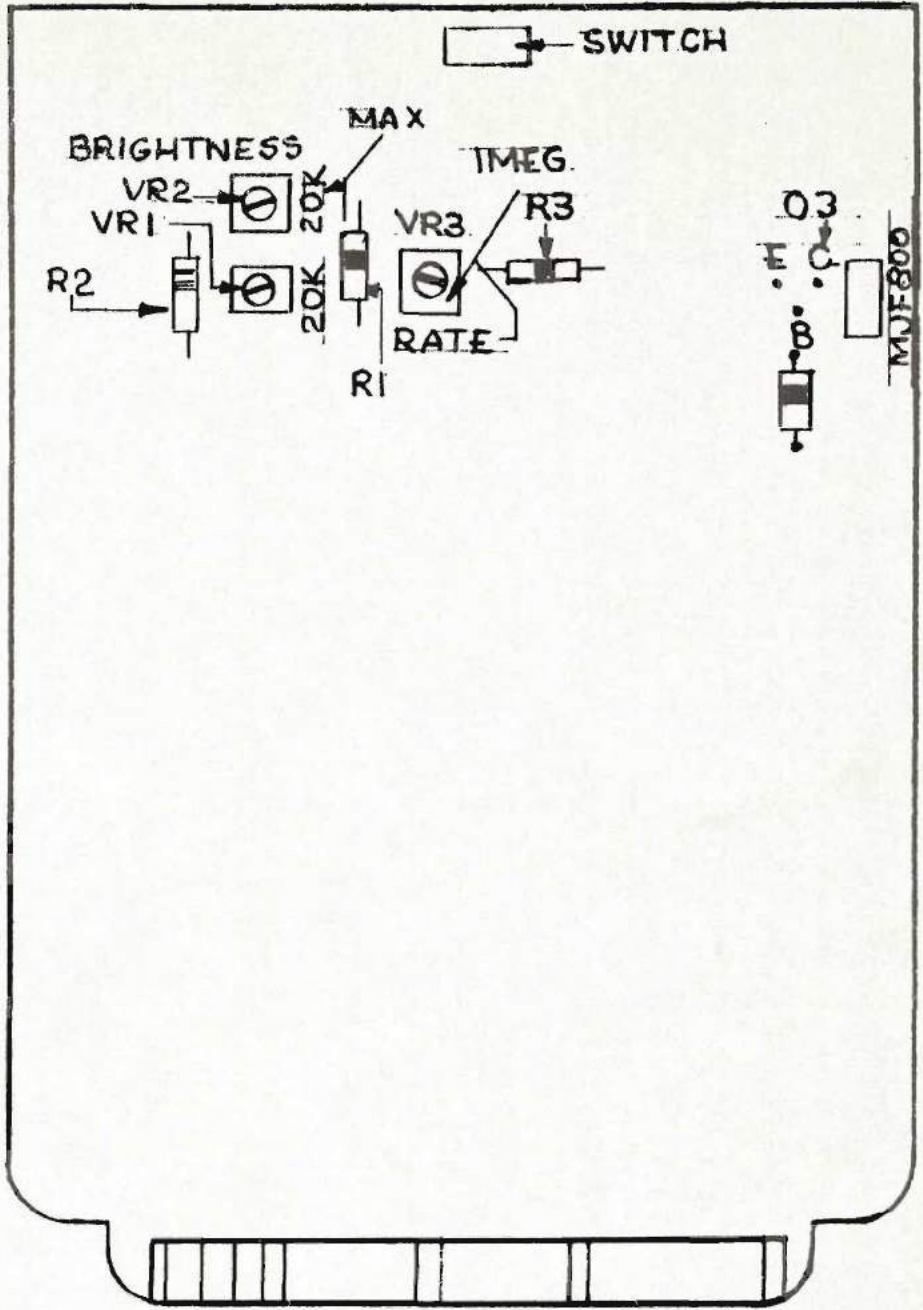 SWITCH
MAX
BRIGHTNESS
1MEG.
VR2
20K
VR1
VR3
R3
Q3
E C
R2
20K
MJE800
RATE
B
R1